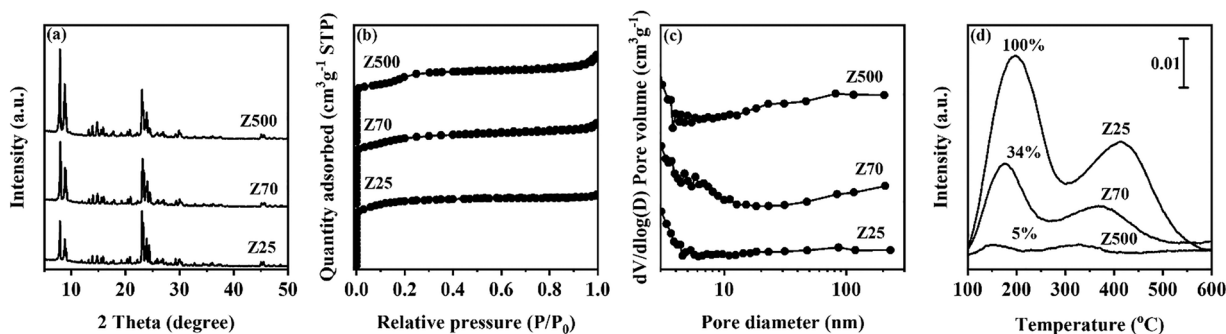 (a)
Z500
Z70
Z25
Intensity (a.u.)
10 20 30 40 50
2 Theta (degree)
(b)
Z500
Z70
Z25
Quantity adsorbed (cm³g⁻¹ STP)
0.0 0.2 0.4 0.6 0.8 1.0
Relative pressure (P/P₀)
(c)
Z500
Z70
Z25
dV/dlog(D) Pore volume (cm³g⁻¹)
10 100
Pore diameter (nm)
(d)
100%
0.01
Z25
34%
Z70
5%
Z500
Intensity (a.u.)
100 200 300 400 500 600
Temperature (°C)